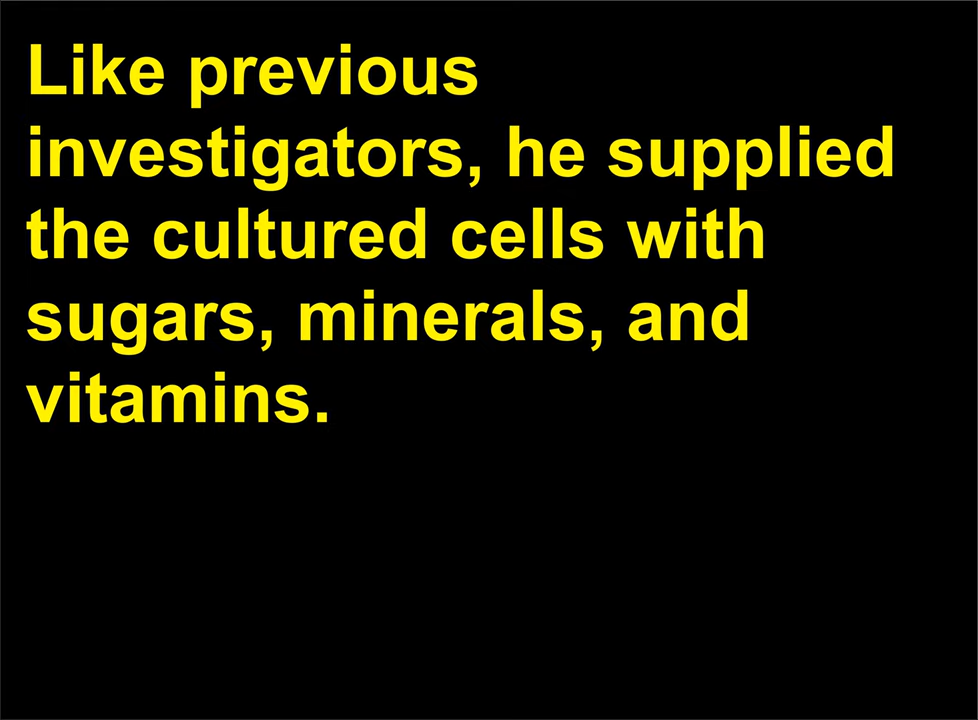 Like previous
investigators, he supplied
the cultured cells with
sugars, minerals, and
vitamins.